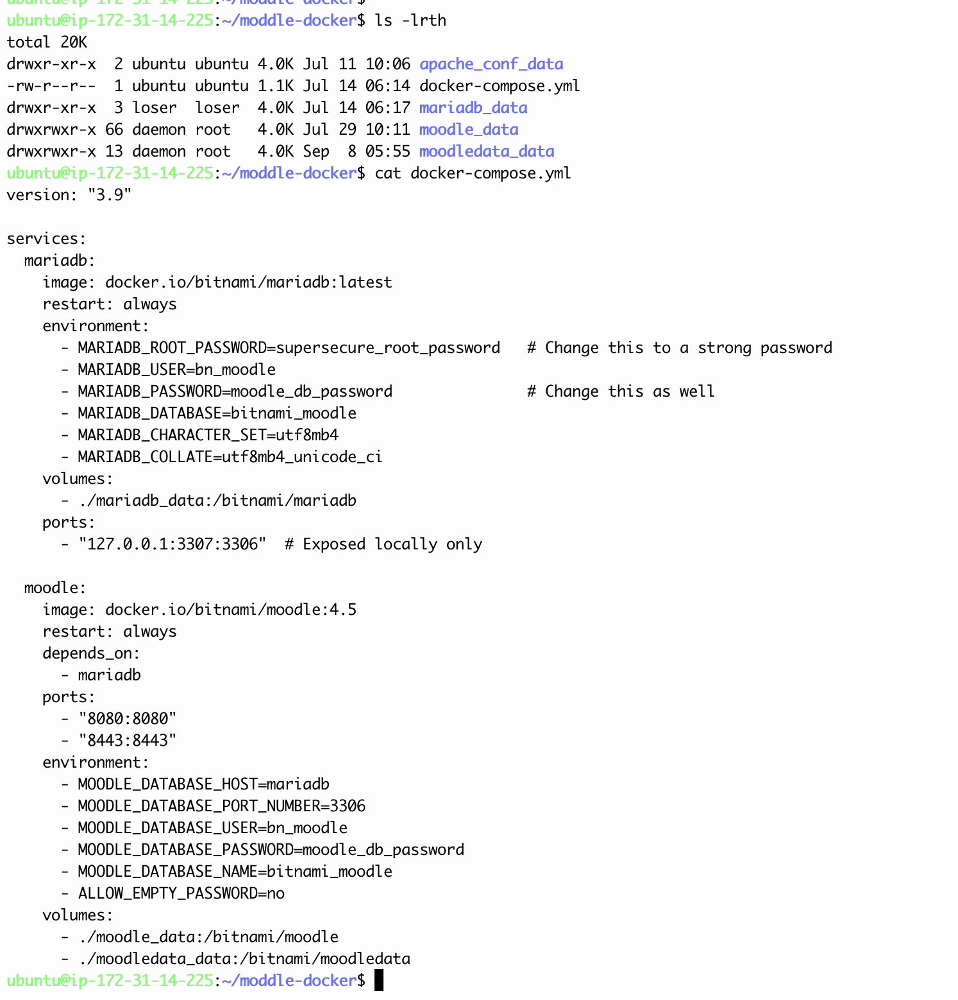 ubuntu@ip-172-31-14-225:~/moddle-docker$
ubuntu@ip-172-31-14-225:~/moddle-docker$ ls -lrth
total 20K
drwxr-xr-x  2 ubuntu ubuntu 4.0K Jul 11 10:06 apache_conf_data
-rw-r--r--  1 ubuntu ubuntu 1.1K Jul 14 06:14 docker-compose.yml
drwxr-xr-x  3 loser  loser  4.0K Jul 14 06:17 mariadb_data
drwxrwxr-x 66 daemon root   4.0K Jul 29 10:11 moodle_data
drwxrwxr-x 13 daemon root   4.0K Sep  8 05:55 moodledata_data
ubuntu@ip-172-31-14-225:~/moddle-docker$ cat docker-compose.yml
version: "3.9"

services:
  mariadb:
    image: docker.io/bitnami/mariadb:latest
    restart: always
    environment:
      - MARIADB_ROOT_PASSWORD=supersecure_root_password   # Change this to a strong password
      - MARIADB_USER=bn_moodle
      - MARIADB_PASSWORD=moodle_db_password               # Change this as well
      - MARIADB_DATABASE=bitnami_moodle
      - MARIADB_CHARACTER_SET=utf8mb4
      - MARIADB_COLLATE=utf8mb4_unicode_ci
    volumes:
      - ./mariadb_data:/bitnami/mariadb
    ports:
      - "127.0.0.1:3307:3306"  # Exposed locally only

  moodle:
    image: docker.io/bitnami/moodle:4.5
    restart: always
    depends_on:
      - mariadb
    ports:
      - "8080:8080"
      - "8443:8443"
    environment:
      - MOODLE_DATABASE_HOST=mariadb
      - MOODLE_DATABASE_PORT_NUMBER=3306
      - MOODLE_DATABASE_USER=bn_moodle
      - MOODLE_DATABASE_PASSWORD=moodle_db_password
      - MOODLE_DATABASE_NAME=bitnami_moodle
      - ALLOW_EMPTY_PASSWORD=no
    volumes:
      - ./moodle_data:/bitnami/moodle
      - ./moodledata_data:/bitnami/moodledata
ubuntu@ip-172-31-14-225:~/moddle-docker$